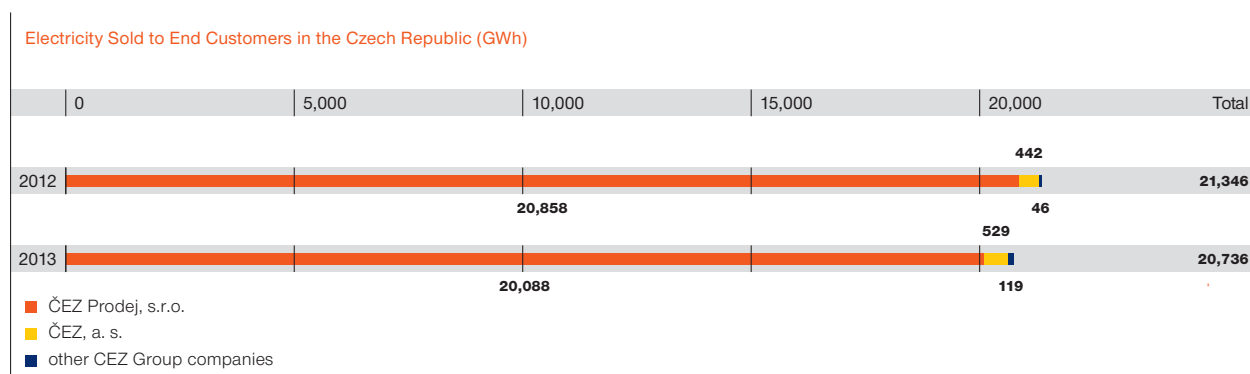 Electricity Sold to End Customers in the Czech Republic (GWh)
0 5,000 10,000 15,000 20,000 Total
442
2012 21,346
20,858 46
529
2013 20,736
20,088 119
ČEZ Prodej, s.r.o.
ČEZ, a. s.
other CEZ Group companies